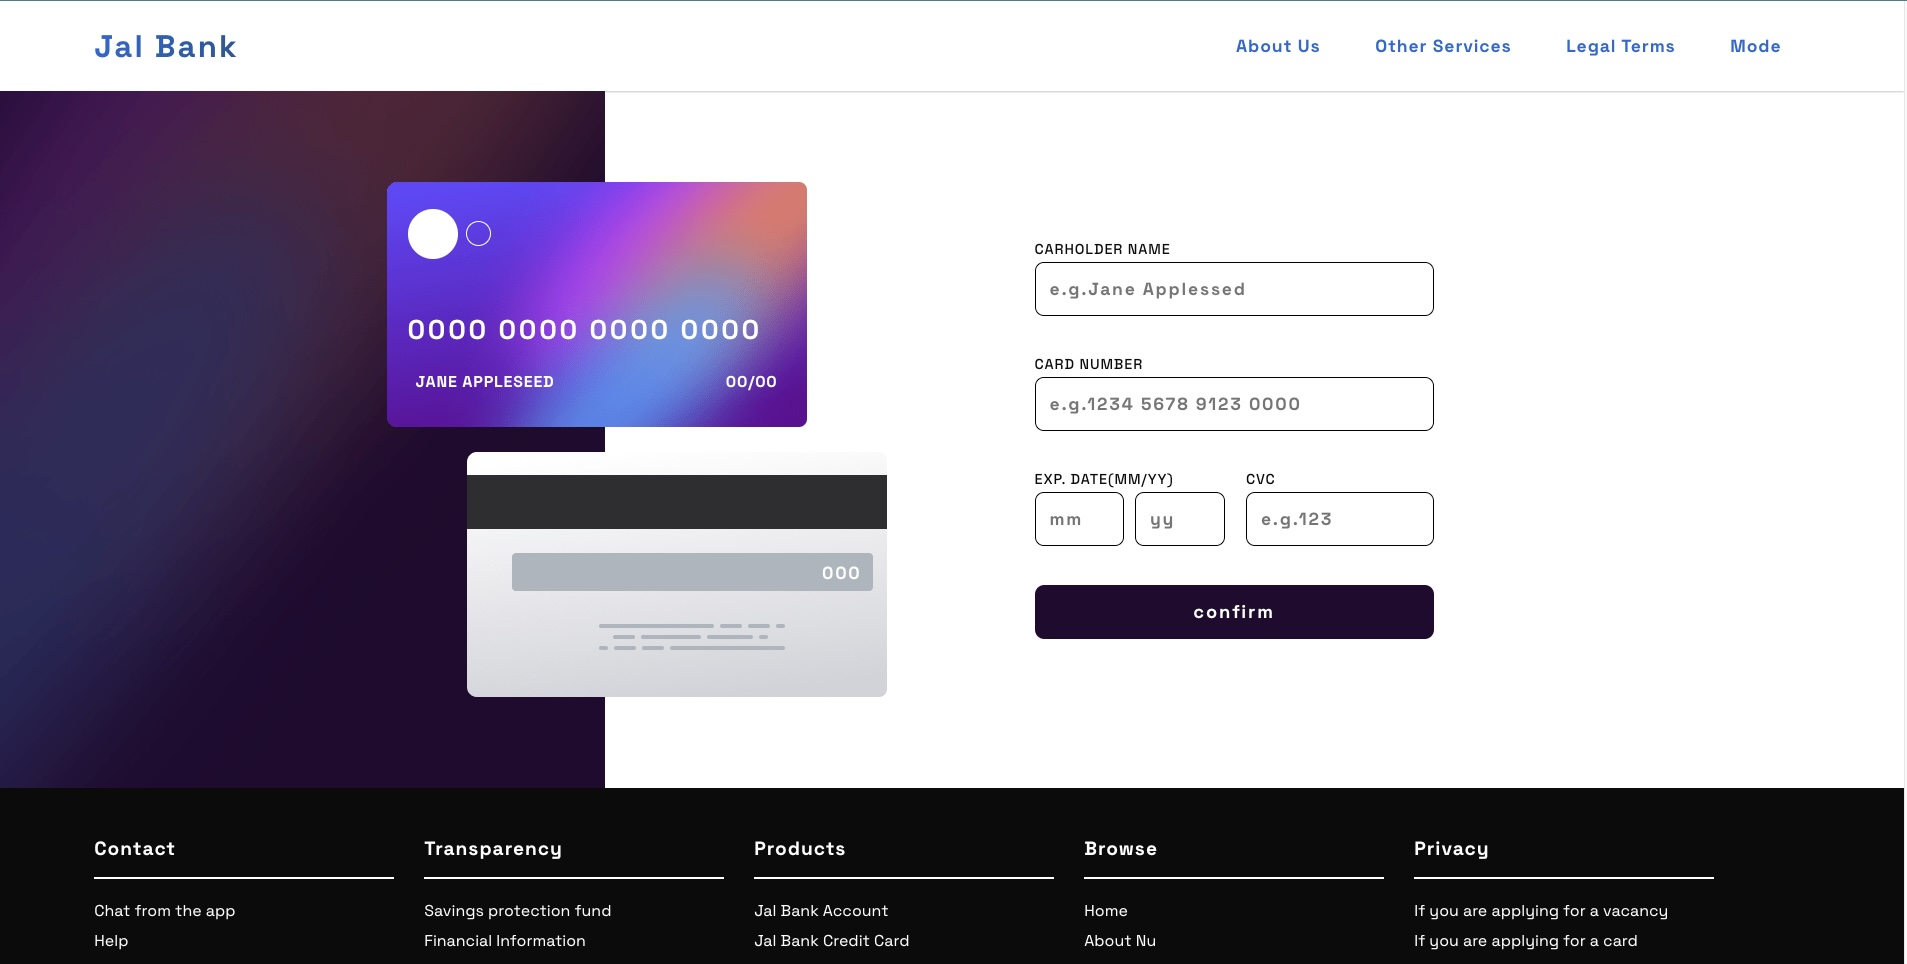 Jal Bank
About Us Other Services Legal Terms Mode
0000 0000 0000 0000
JANE APPLESEED 00/00
000
CARHOLDER NAME
e.g.Jane Applessed
CARD NUMBER
e.g.1234 5678 9123 0000
EXP. DATE(MM/YY) CVC
mm yy e.g.123
confirm
Contact Transparency Products Browse Privacy
Chat from the app Savings protection fund Jal Bank Account Home If you are applying for a vacancy
Help Financial Information Jal Bank Credit Card About Nu If you are applying for a card